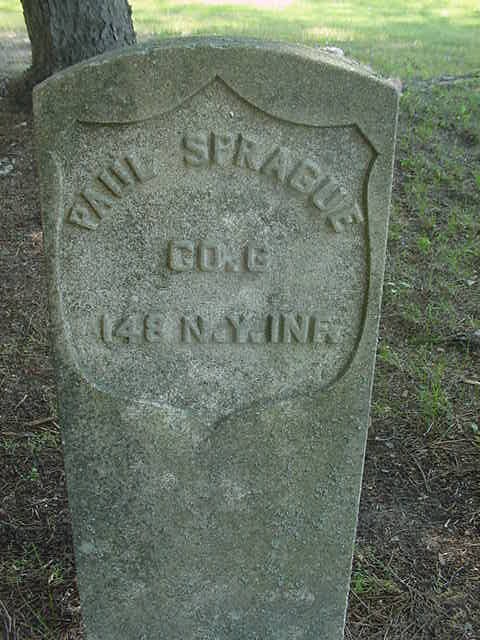 PAUL SPRAGUE
CO. G
148 N.Y. INF.